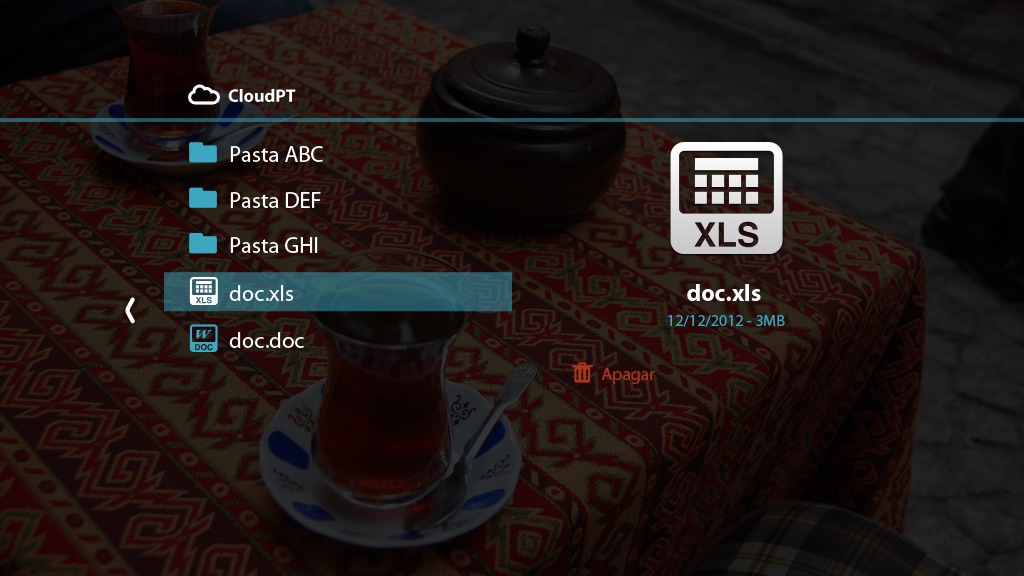 CloudPT
Pasta ABC
Pasta DEF
Pasta GHI
XLS
doc.xls
DOC
doc.doc
XLS
doc.xls
12/12/2012 - 3MB
Apagar